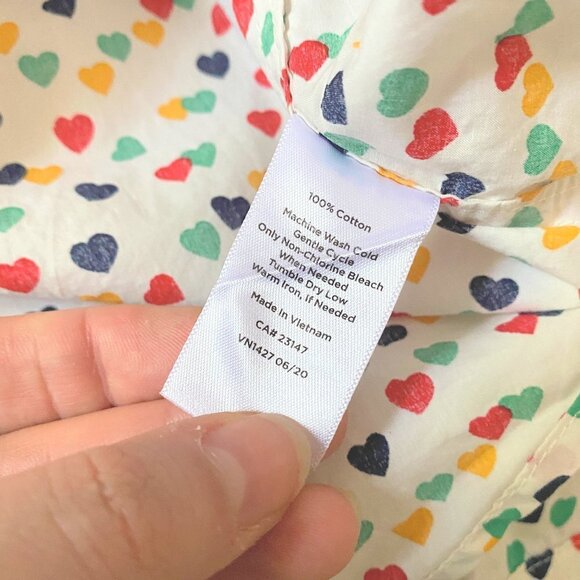 100% Cotton
Machine Wash Cold
Gentle Cycle
Only Non-Chlorine Bleach
When Needed
Tumble Dry Low
Warm Iron, If Needed
Made In Vietnam
CA# 23147
VN1427 06/20